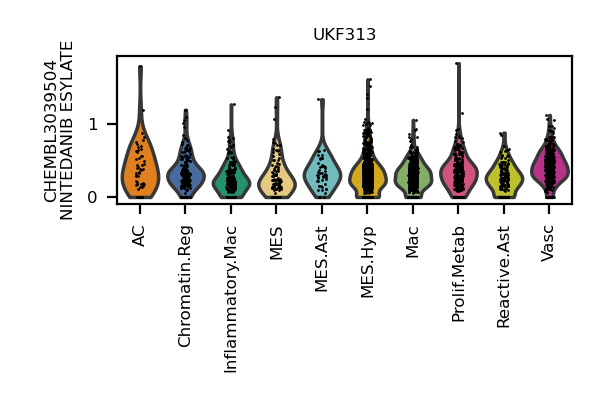 UKF313
CHEMBL3039504
NINTEDANIB ESYLATE
1
0
AC
Chromatin.Reg
Inflammatory.Mac
MES
MES.Ast
MES.Hyp
Mac
Prolif.Metab
Reactive.Ast
Vasc